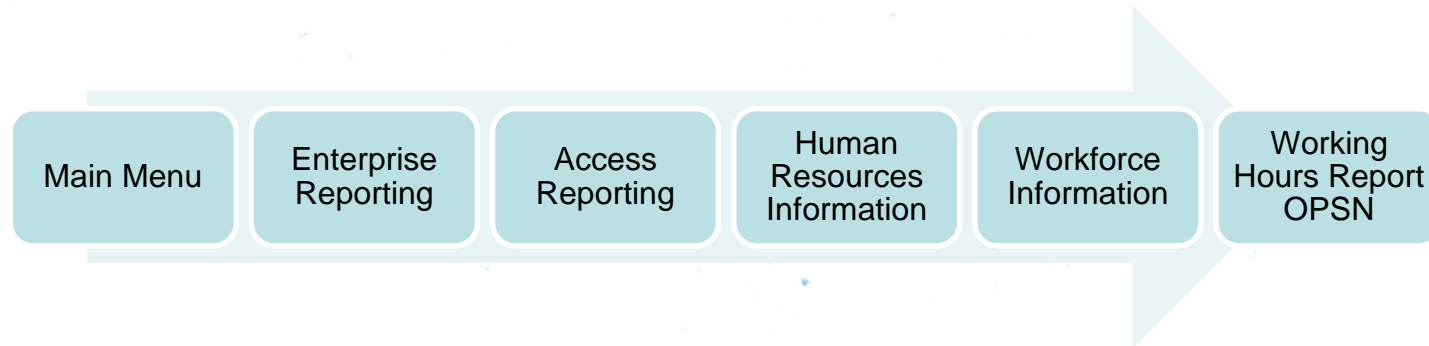 Main Menu
Enterprise
Reporting
Access
Reporting
Human
Resources
Information
Workforce
Information
Working
Hours Report
OPSN